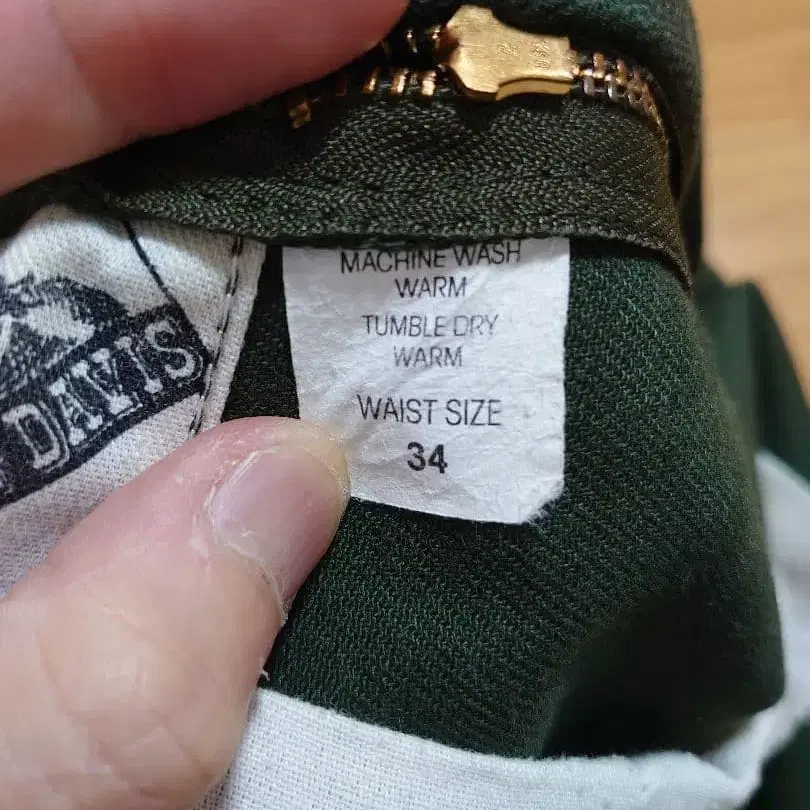 MACHINE WASH
WARM
TUMBLE DRY
WARM
WAIST SIZE
34
DAVIS